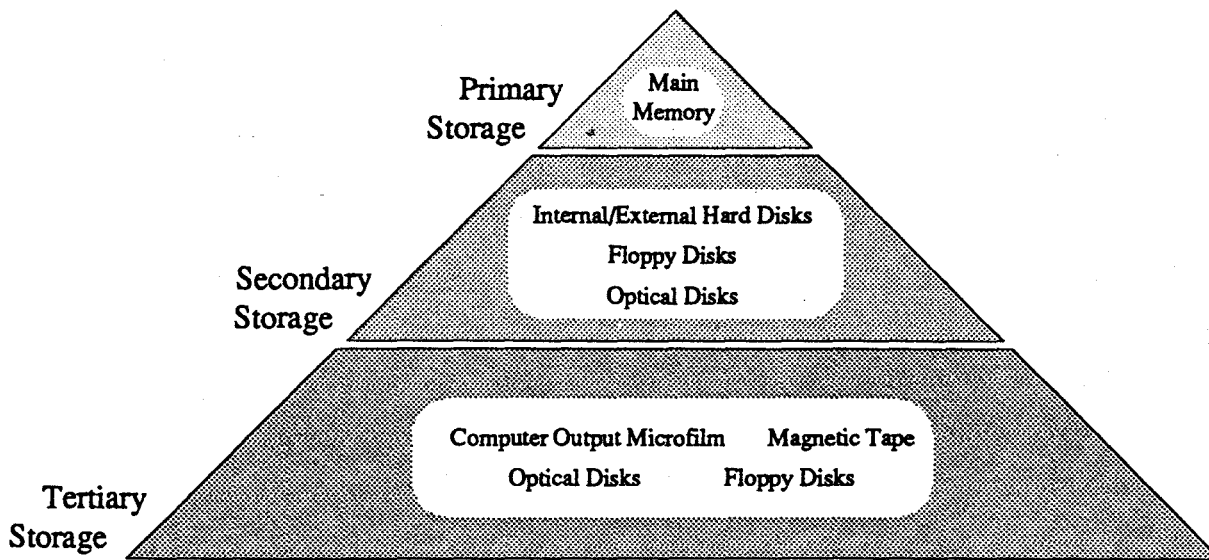 Primary
Storage
Main
Memory
Secondary
Storage
Internal/External Hard Disks
Floppy Disks
Optical Disks
Tertiary
Storage
Computer Output Microfilm Magnetic Tape
Optical Disks Floppy Disks